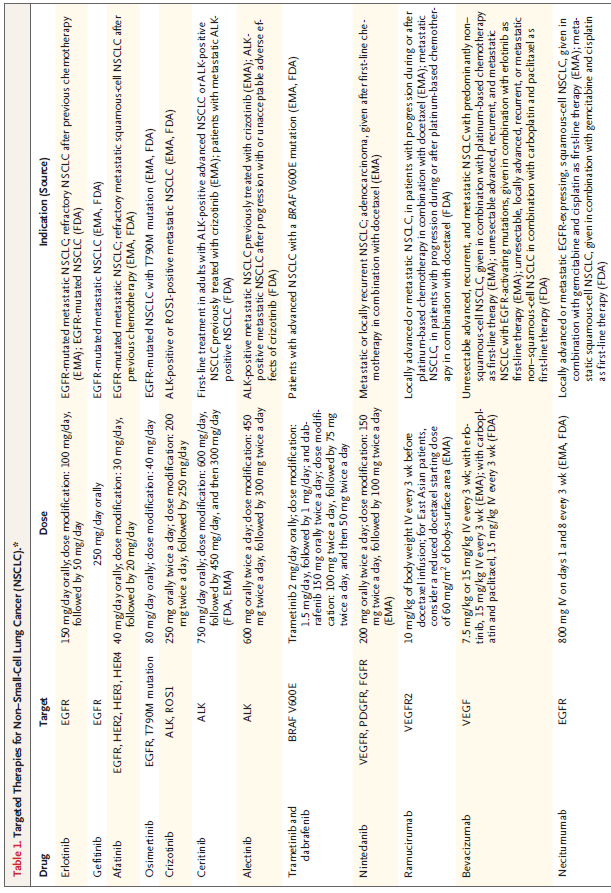 Table 1. Targeted Therapies for Non–Small-Cell Lung Cancer (NSCLC).*
Drug Target Dose Indication (Source)
Erlotinib EGFR 150 mg/day orally; dose modification: 100 mg/day, EGFR-mutated metastatic NSCLC; refractory NSCLC after previous chemotherapy
followed by 50 mg/day (EMA); EGFR-mutated NSCLC (FDA)
Gefitinib EGFR 250 mg/day orally EGFR-mutated metastatic NSCLC (EMA, FDA)
Afatinib EGFR, HER2, HER3, HER4 40 mg/day orally; dose modification: 30 mg/day, EGFR-mutated metastatic NSCLC; refractory metastatic squamous-cell NSCLC after
followed by 20 mg/day previous chemotherapy (EMA, FDA)
Osimertinib EGFR, T790M mutation 80 mg/day orally; dose modification: 40 mg/day EGFR-mutated NSCLC with T790M mutation (EMA, FDA)
Crizotinib ALK, ROS1 250 mg orally twice a day; dose modification: 200 ALK-positive or ROS1-positive metastatic NSCLC (EMA, FDA)
mg twice a day, followed by 250 mg/day
Ceritinib ALK 750 mg/day orally; dose modification: 600 mg/day, First-line treatment in adults with ALK-positive advanced NSCLC or ALK-positive
followed by 450 mg/day, and then 300 mg/day NSCLC previously treated with crizotinib (EMA); patients with metastatic ALK-
(FDA, EMA) positive NSCLC (FDA)
Alectinib ALK 600 mg orally twice a day; dose modification: 450 ALK-positive metastatic NSCLC previously treated with crizotinib (EMA); ALK-
mg twice a day, followed by 300 mg twice a day positive metastatic NSCLC after progression with or unacceptable adverse ef-
fects of crizotinib (FDA)
Trametinib and BRAF V600E Trametinib 2 mg/day orally; dose modification: Patients with advanced NSCLC with a BRAF V600E mutation (EMA, FDA)
dabrafenib 1.5 mg/day, followed by 1 mg/day; and dab-
rafenib 150 mg orally twice a day; dose modifi-
cation: 100 mg twice a day, followed by 75 mg
twice a day, and then 50 mg twice a day
Nintedanib VEGFR, PDGFR, FGFR 200 mg orally twice a day; dose modification: 150 Metastatic or locally recurrent NSCLC; adenocarcinoma, given after first-line che-
mg twice a day, followed by 100 mg twice a day motherapy in combination with docetaxel (EMA)
(EMA)
Ramucirumab VEGFR2 10 mg/kg of body weight IV every 3 wk before Locally advanced or metastatic NSCLC, in patients with progression during or after
docetaxel infusion; for East Asian patients, platinum-based chemotherapy in combination with docetaxel (EMA); metastatic
consider a reduced docetaxel starting dose NSCLC, in patients with progression during or after platinum-based chemother-
of 60 mg/m² of body-surface area (EMA) apy in combination with docetaxel (FDA)
Bevacizumab VEGF 7.5 mg/kg or 15 mg/kg IV every 3 wk; with erlo- Unresectable advanced, recurrent, and metastatic NSCLC with predominantly non–
tinib, 15 mg/kg IV every 3 wk (EMA); with carbopl- squamous-cell NSCLC, given in combination with platinum-based chemotherapy
atin and paclitaxel, 15 mg/kg IV every 3 wk (FDA) as first-line therapy (EMA); unresectable advanced, recurrent, and metastatic
NSCLC with EGFR-activating mutations, given in combination with erlotinib as
first-line therapy (EMA); unresectable, locally advanced, recurrent, or metastatic
non–squamous-cell NSCLC in combination with carboplatin and paclitaxel as
first-line therapy (FDA)
Necitumumab EGFR 800 mg IV on days 1 and 8 every 3 wk (EMA, FDA) Locally advanced or metastatic EGFR-expressing, squamous-cell NSCLC, given in
combination with gemcitabine and cisplatin as first-line therapy (EMA); meta-
static squamous-cell NSCLC, given in combination with gemcitabine and cisplatin
as first-line therapy (FDA)